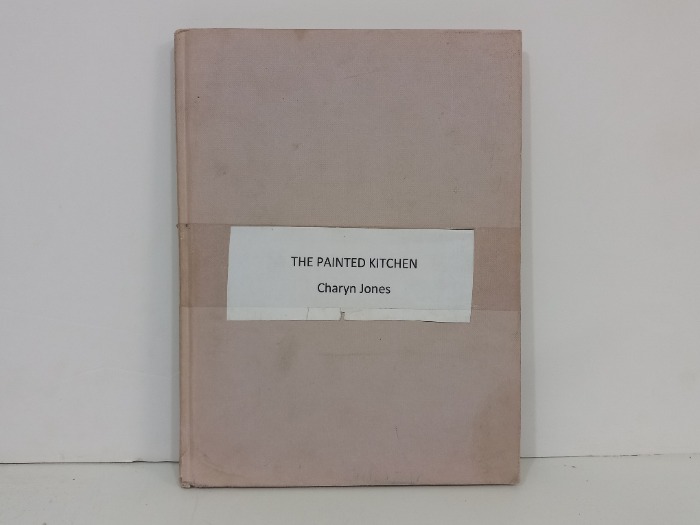 THE PAINTED KITCHEN
Charyn Jones